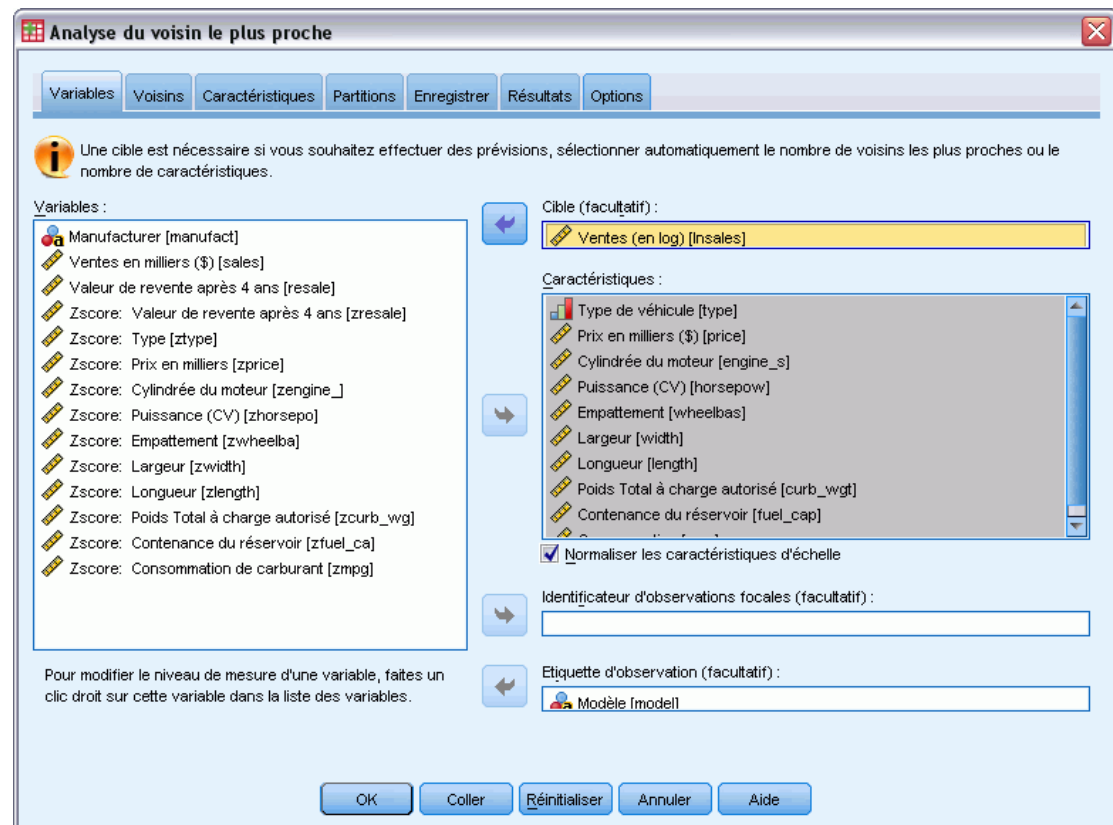 Analyse du voisin le plus proche
Variables Voisins Caractéristiques Partitions Enregistrer Résultats Options
Une cible est nécessaire si vous souhaitez effectuer des prévisions, sélectionner automatiquement le nombre de voisins les plus proches ou le
nombre de caractéristiques.
Variables :
Manufacturer [manufact]
Ventes en milliers ($) [sales]
Valeur de revente après 4 ans [resale]
Zscore: Valeur de revente après 4 ans [zresale]
Zscore: Type [ztype]
Zscore: Prix en milliers [zprice]
Zscore: Cylindrée du moteur [zengine_]
Zscore: Puissance (CV) [zhorsepo]
Zscore: Empattement [zwheelba]
Zscore: Largeur [zwidth]
Zscore: Longueur [zlength]
Zscore: Poids Total à charge autorisé [zcurb_wg]
Zscore: Contenance du réservoir [zfuel_ca]
Zscore: Consommation de carburant [zmpg]
Pour modifier le niveau de mesure d'une variable, faites un
clic droit sur cette variable dans la liste des variables.
Cible (facultatif) :
Ventes (en log) [lnsales]
Caractéristiques :
Type de véhicule [type]
Prix en milliers ($) [price]
Cylindrée du moteur [engine_s]
Puissance (CV) [horsepow]
Empattement [wheelbas]
Largeur [width]
Longueur [length]
Poids Total à charge autorisé [curb_wgt]
Contenance du réservoir [fuel_cap]
Normaliser les caractéristiques d'échelle
Identificateur d'observations focales (facultatif) :
Etiquette d'observation (facultatif) :
Modèle [model]
OK Coller Réinitialiser Annuler Aide